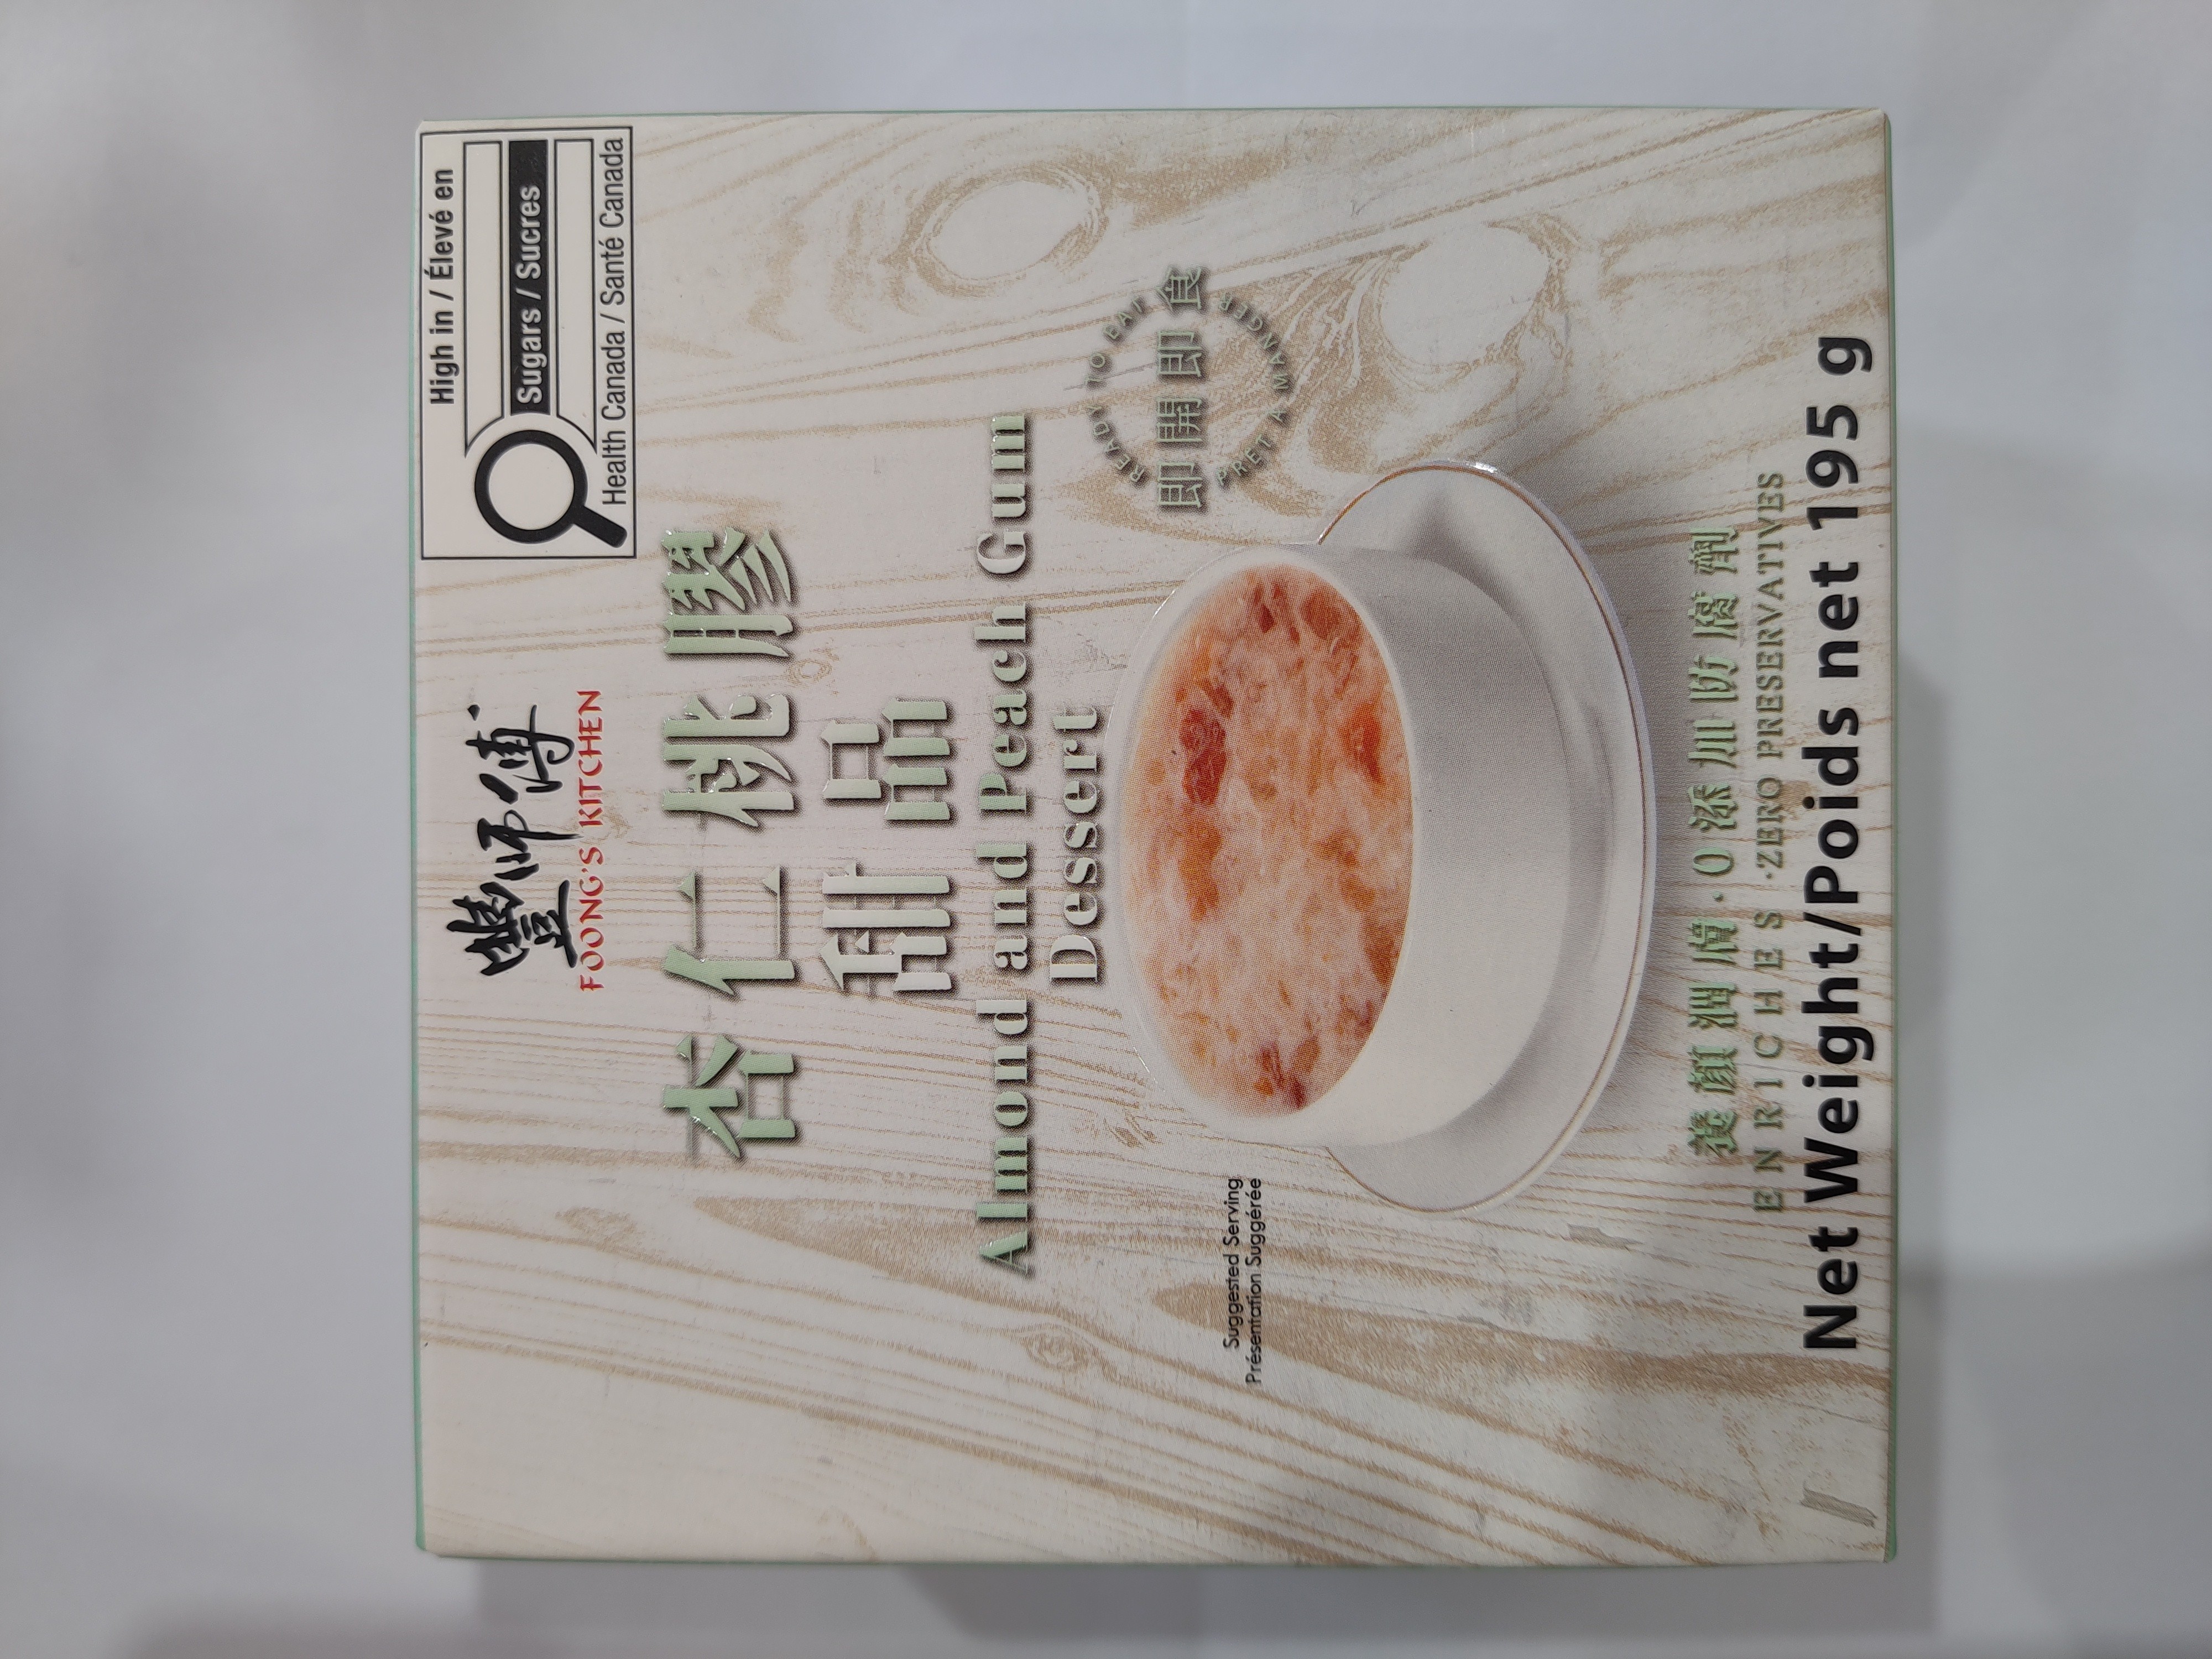 High in / Élevé en
Sugars / Sucres
Health Canada / Santé Canada
豐師傅
FOONG'S KITCHEN
杏仁桃膠
甜品
Almond and Peach Gum
Dessert
READY TO EAT
即開即食
PRET A MANGER
Suggested Serving
Présentation Suggérée
養顏潤膚·0添加防腐劑
ENRICHES ·ZERO PRESERVATIVES
Net Weight/Poids net 195 g